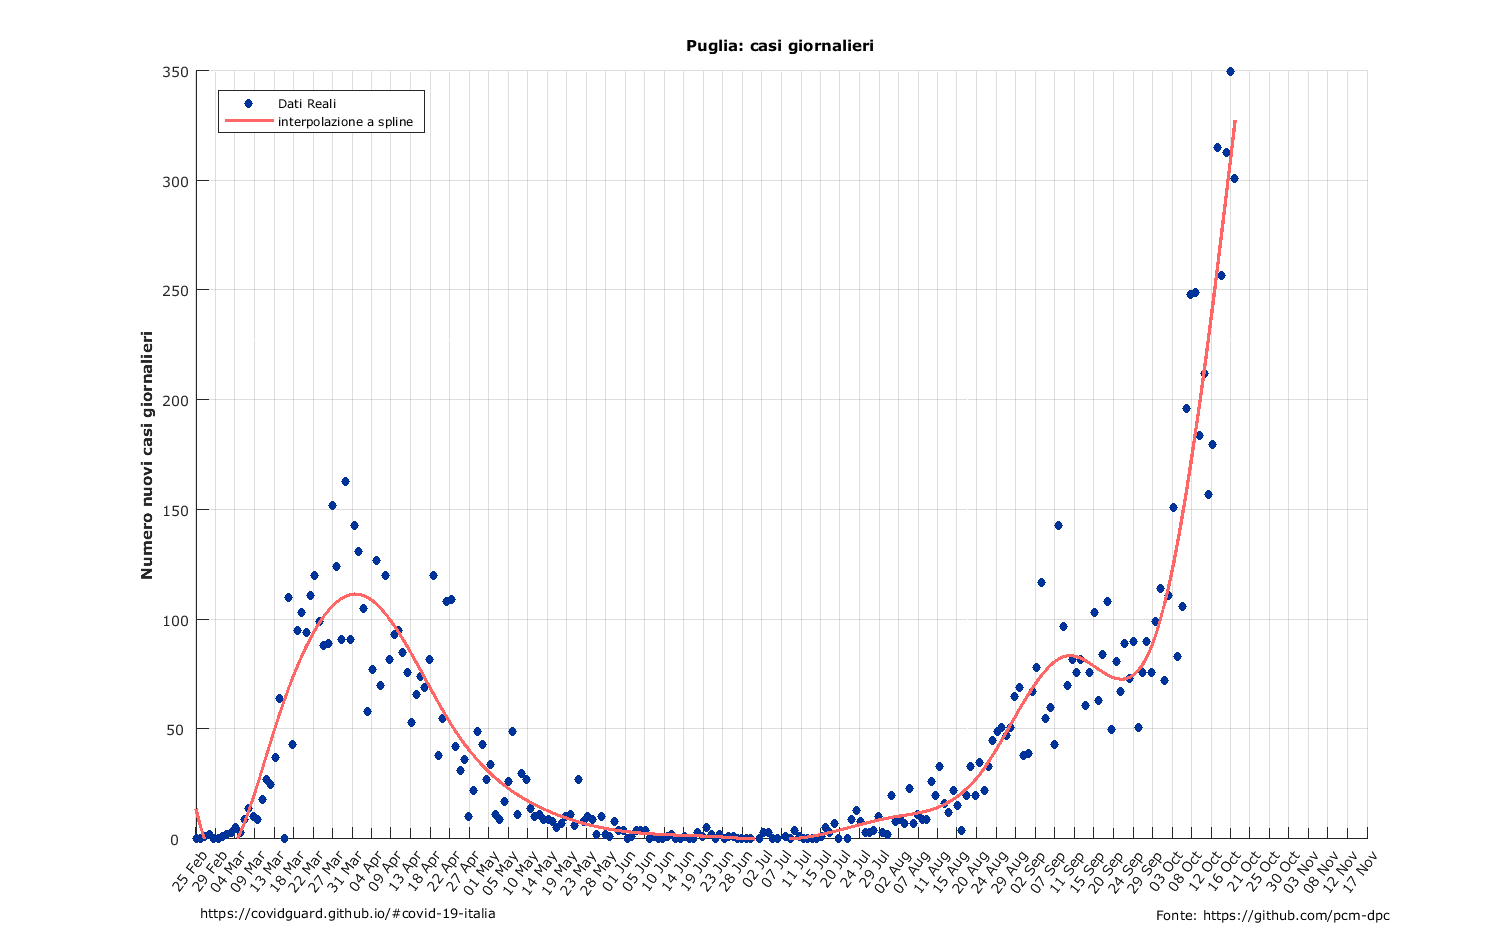 Puglia: casi giornalieri
Dati Reali
interpolazione a spline
Numero nuovi casi giornalieri
350
300
250
200
150
100
50
0
25 Feb
29 Feb
04 Mar
09 Mar
13 Mar
18 Mar
22 Mar
27 Mar
31 Mar
04 Apr
09 Apr
13 Apr
18 Apr
22 Apr
27 Apr
01 May
05 May
10 May
14 May
19 May
23 May
28 May
01 Jun
05 Jun
10 Jun
14 Jun
19 Jun
23 Jun
28 Jun
02 Jul
07 Jul
11 Jul
15 Jul
20 Jul
24 Jul
29 Jul
02 Aug
07 Aug
11 Aug
15 Aug
20 Aug
24 Aug
29 Aug
02 Sep
07 Sep
11 Sep
15 Sep
20 Sep
24 Sep
29 Sep
03 Oct
08 Oct
12 Oct
16 Oct
21 Oct
25 Oct
30 Oct
03 Nov
08 Nov
12 Nov
17 Nov
https://covidguard.github.io/#covid-19-italia
Fonte: https://github.com/pcm-dpc